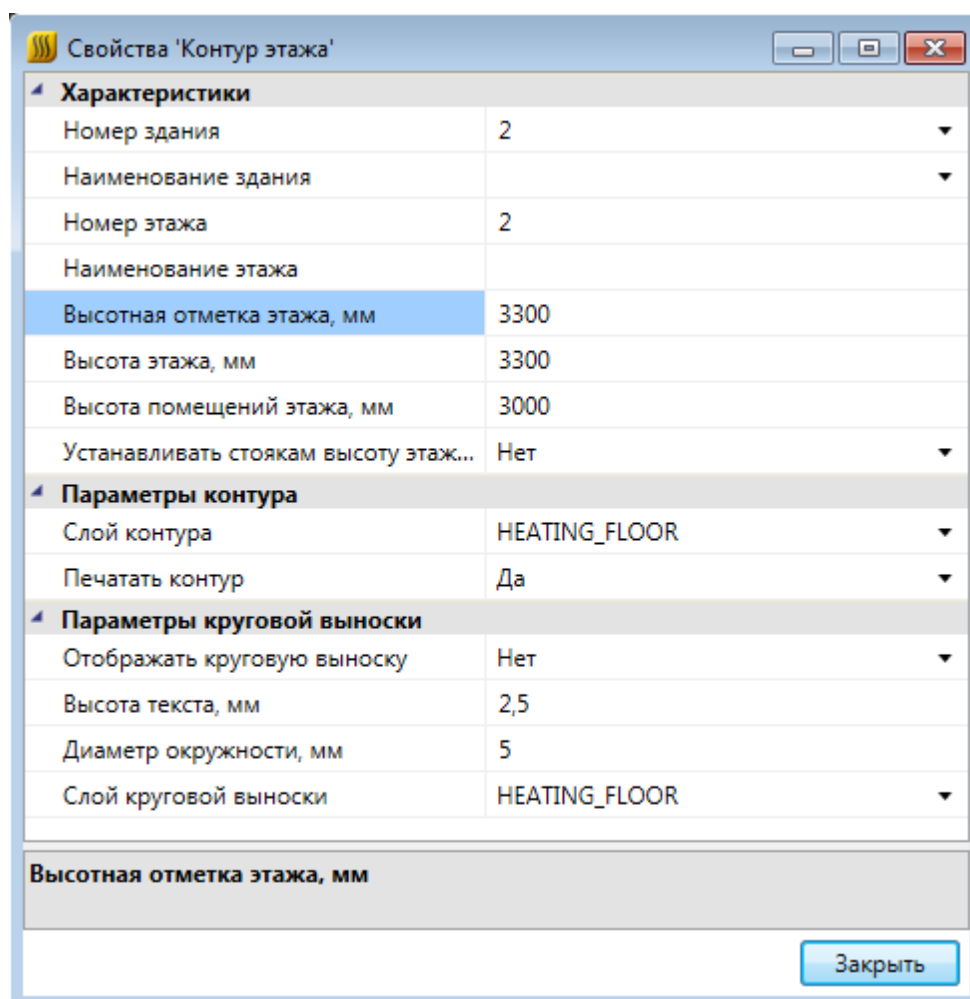 Свойства 'Контур этажа'
Характеристики
Номер здания 2
Наименование здания
Номер этажа 2
Наименование этажа
Высотная отметка этажа, мм 3300
Высота этажа, мм 3300
Высота помещений этажа, мм 3000
Устанавливать стоякам высоту этаж... Нет
Параметры контура
Слой контура HEATING_FLOOR
Печатать контур Да
Параметры круговой выноски
Отображать круговую выноску Нет
Высота текста, мм 2,5
Диаметр окружности, мм 5
Слой круговой выноски HEATING_FLOOR
Высотная отметка этажа, мм
Закрыть